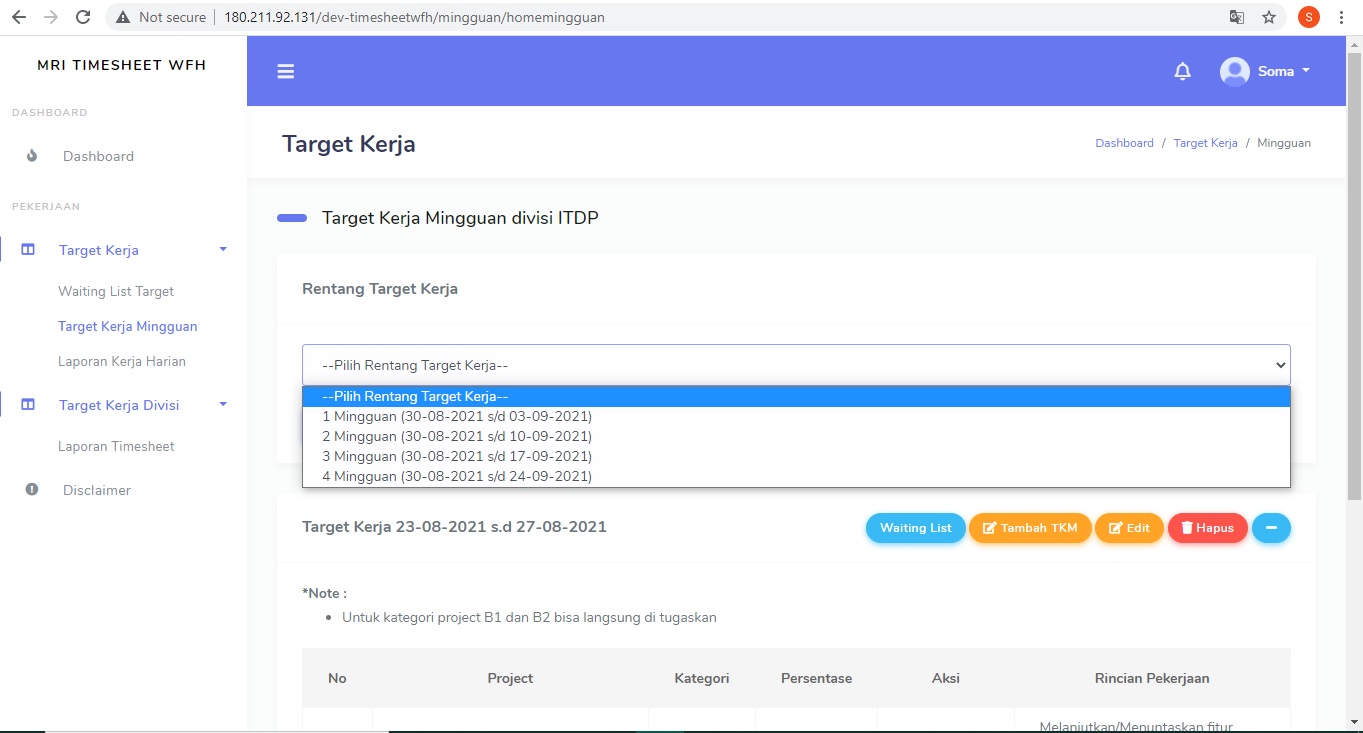 Not secure | 180.211.92.131/dev-timesheetwfh/mingguan/homemingguan
S
MRI TIMESHEET WFH
Soma
DASHBOARD
Dashboard
PEKERJAAN
Target Kerja
Waiting List Target
Target Kerja Mingguan
Laporan Kerja Harian
Target Kerja Divisi
Laporan Timesheet
Disclaimer
Target Kerja
Dashboard / Target Kerja / Mingguan
Target Kerja Mingguan divisi ITDP
Rentang Target Kerja
--Pilih Rentang Target Kerja--
--Pilih Rentang Target Kerja--
1 Mingguan (30-08-2021 s/d 03-09-2021)
2 Mingguan (30-08-2021 s/d 10-09-2021)
3 Mingguan (30-08-2021 s/d 17-09-2021)
4 Mingguan (30-08-2021 s/d 24-09-2021)
Target Kerja 23-08-2021 s.d 27-08-2021
Waiting List Tambah TKM Edit Hapus
*Note :
• Untuk kategori project B1 dan B2 bisa langsung di tugaskan
No Project Kategori Persentase Aksi Rincian Pekerjaan
Melanjutkan/Menuntaskan fitur